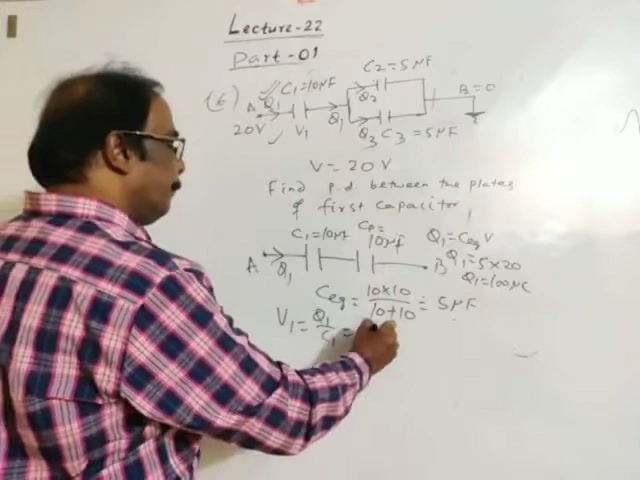 Lecture-22
Part-01
C2=5μF
(6) A Q1 C1=10μF Q2 B=0
20V V1 Q1 Q3 C3=5μF
V=20V
Find p.d. between the plates
of first capacitor
C1=10μF Cp=10μF Q1=Ceq V
A Q1 B Q1=5×20
Q1=100μC
Ceq=10×10/10+10=5μF
V1=Q1/C1=